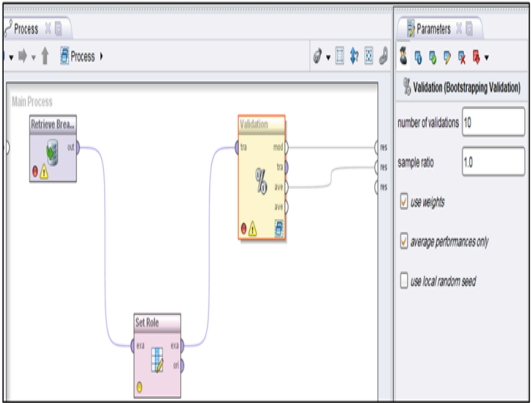 Process
Process
Main Process
Retrieve Brea...
out
Validation
tra
mod
tra
ave
ave
res
res
res
Set Role
exa
exa
ori
Parameters
Validation (Bootstrapping Validation)
number of validations 10
sample ratio 1.0
use weights
average performances only
use local random seed